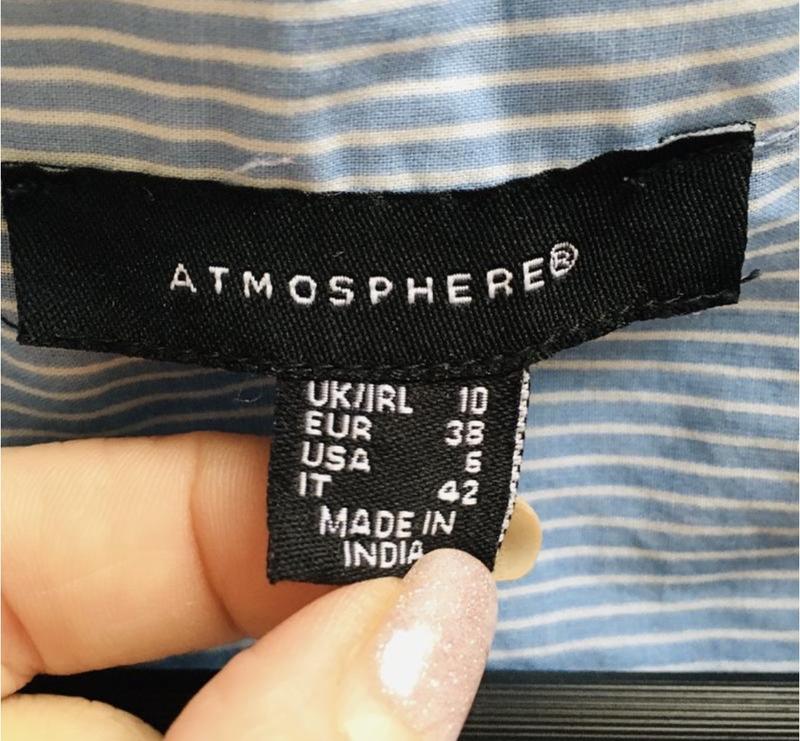 ATMOSPHERE®
UK/IRL 10
EUR 38
USA 6
IT 42
MADE IN
INDIA